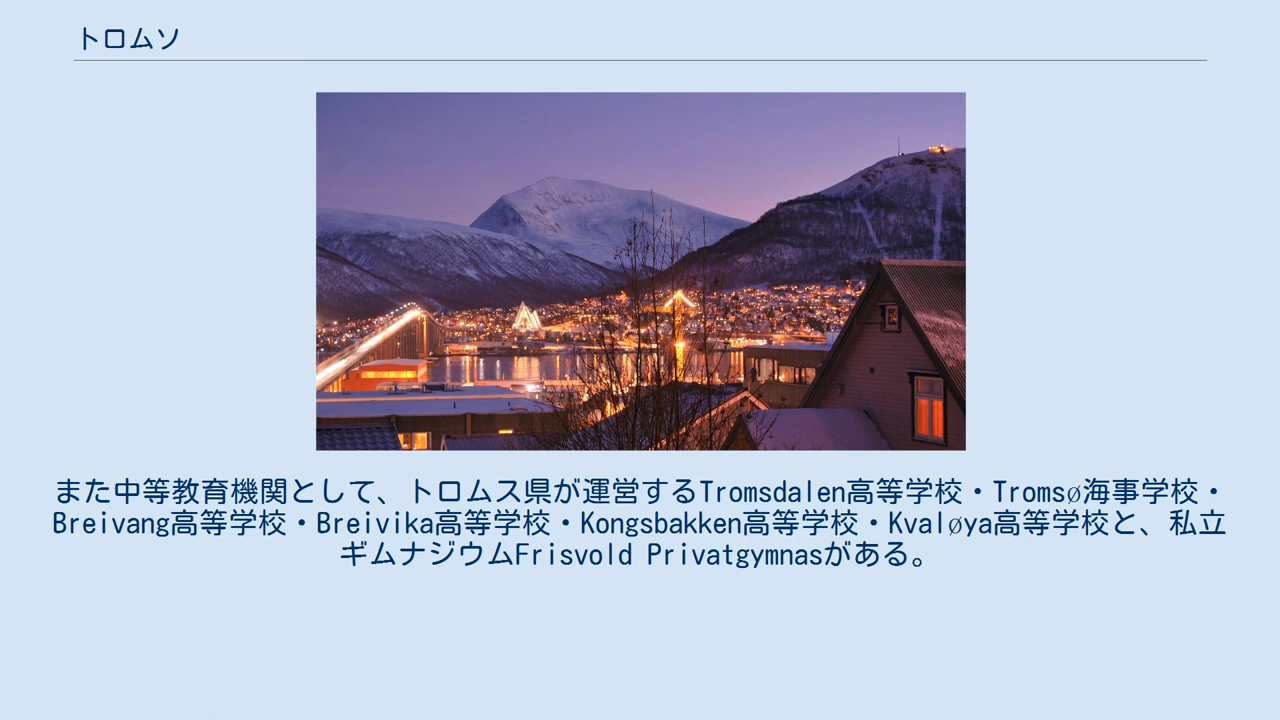 トロムソ
また中等教育機関として、トロムス県が運営するTromsdalen高等学校・Tromsø海事学校・
Breivang高等学校・Breivika高等学校・Kongsbakken高等学校・Kvaløya高等学校と、私立
ギムナジウムFrisvold Privatgymnasがある。